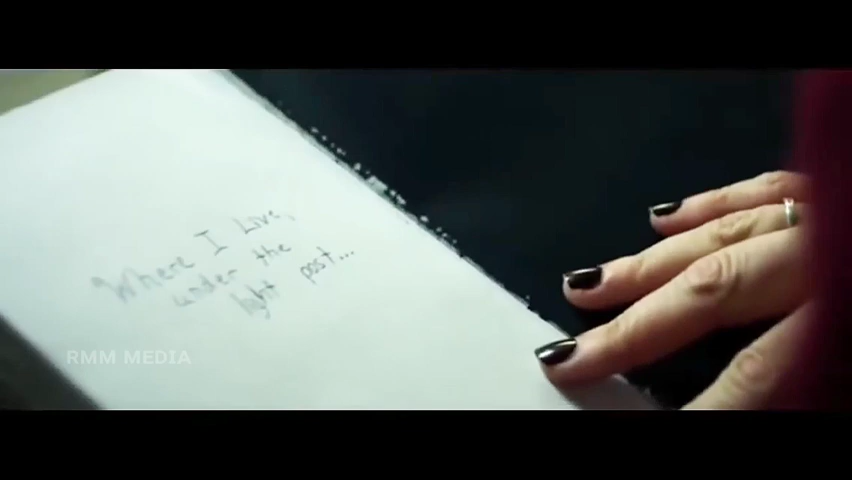 Where I Live,
under the
light post...
RMM MEDIA